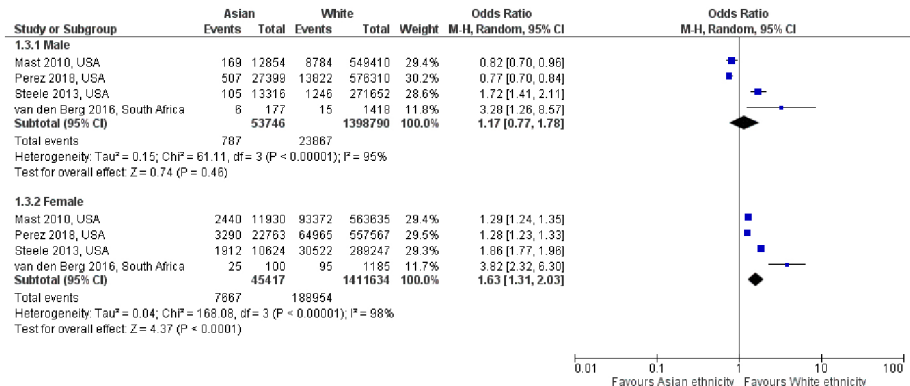 Asian White Odds Ratio Odds Ratio
Study or Subgroup Events Total Events Total Weight M-H, Random, 95% CI M-H, Random, 95% CI
1.3.1 Male
Mast 2010, USA 169 12854 8784 549410 29.4% 0.82 [0.70, 0.96]
Perez 2018, USA 507 27399 13822 576310 30.2% 0.77 [0.70, 0.84]
Steele 2013, USA 105 13316 1246 271652 28.6% 1.72 [1.41, 2.11]
van den Berg 2016, South Africa 6 177 15 1418 11.8% 3.28 [1.26, 8.57]
Subtotal (95% CI) 53746 1398790 100.0% 1.17 [0.77, 1.78]
Total events 787 23867
Heterogeneity: Tau² = 0.15; Chi² = 61.11, df = 3 (P < 0.00001); I² = 95%
Test for overall effect: Z = 0.74 (P = 0.46)
1.3.2 Female
Mast 2010, USA 2440 11930 93372 563635 29.4% 1.29 [1.24, 1.35]
Perez 2018, USA 3290 22763 64965 557567 29.5% 1.28 [1.23, 1.33]
Steele 2013, USA 1912 10624 30522 289247 29.3% 1.86 [1.77, 1.96]
van den Berg 2016, South Africa 25 100 95 1185 11.7% 3.82 [2.32, 6.30]
Subtotal (95% CI) 45417 1411634 100.0% 1.63 [1.31, 2.03]
Total events 7667 188954
Heterogeneity: Tau² = 0.04; Chi² = 168.08, df = 3 (P < 0.00001); I² = 98%
Test for overall effect: Z = 4.37 (P < 0.0001)
0.01 0.1 1 10 100
Favours Asian ethnicity Favours White ethnicity